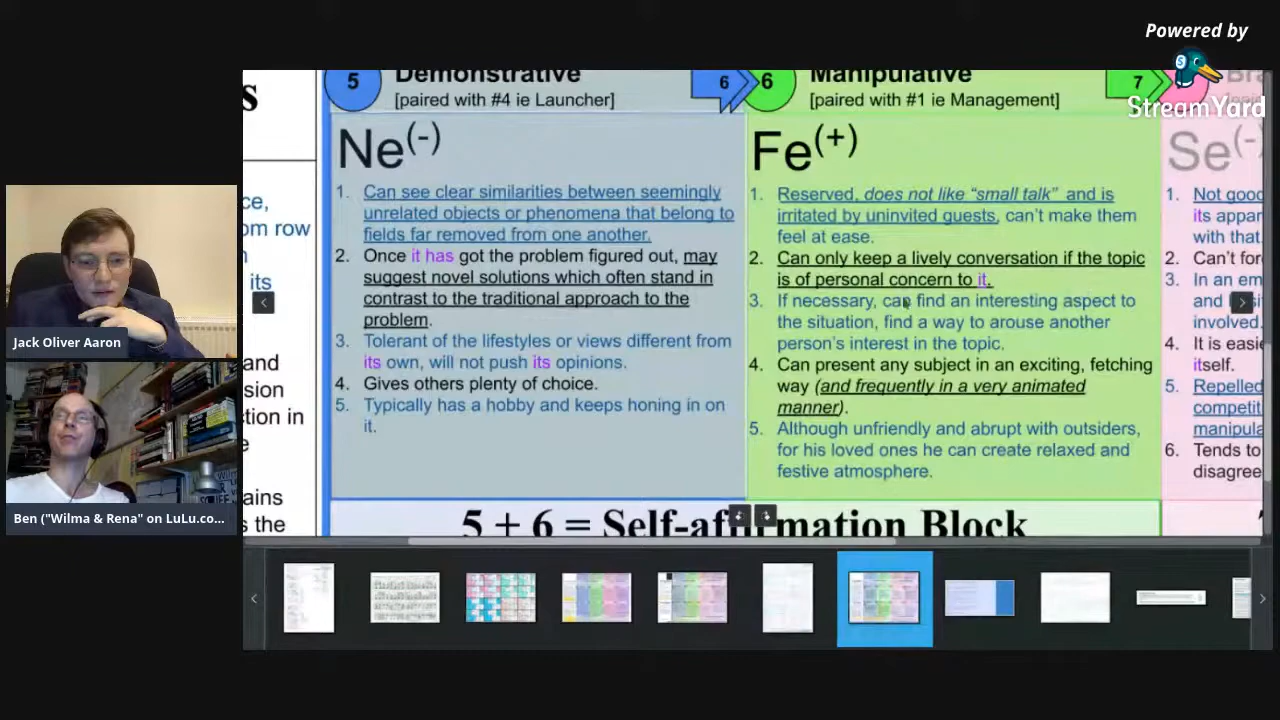 Powered by
StreamYard
s
ce,
om row
n
its
and
sion
ction in
e
ains
s the
5
Demonstrative
[paired with #4 ie Launcher]
6
Ne(-)
1. Can see clear similarities between seemingly
unrelated objects or phenomena that belong to
fields far removed from one another.
2. Once it has got the problem figured out, may
suggest novel solutions which often stand in
contrast to the traditional approach to the
problem.
3. Tolerant of the lifestyles or views different from
its own, will not push its opinions.
4. Gives others plenty of choice.
5. Typically has a hobby and keeps honing in on
it.
6
Manipulative
[paired with #1 ie Management]
7
Fe(+)
1. Reserved, does not like “small talk” and is
irritated by uninvited guests, can’t make them
feel at ease.
2. Can only keep a lively conversation if the topic
is of personal concern to it.
3. If necessary, can find an interesting aspect to
the situation, find a way to arouse another
person’s interest in the topic.
4. Can present any subject in an exciting, fetching
way (and frequently in a very animated
manner).
5. Although unfriendly and abrupt with outsiders,
for his loved ones he can create relaxed and
festive atmosphere.
Se(-)
1. Not good
its appar
with that.
2. Can’t for
3. In an em
and
involved.
4. It is easie
itself.
5. Repelled
competit
manipula
6. Tends to
disagree
5 + 6 = Self-affirmation Block
Jack Oliver Aaron
Ben ("Wilma & Rena" on LuLu.co...